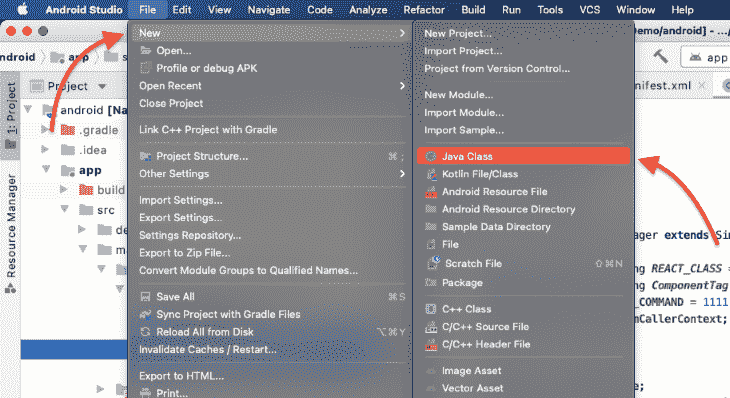 Android Studio File Edit View Navigate Code Analyze Refactor Build Run Tools VCS Window Help
ndroid app s
Demo/android] - .../
app
1: Project
Resource Manager
Project
android [Na
.gradle
.idea
app
build
src
de
m
s
New
Open...
Profile or debug APK
Open Recent
Close Project
Link C++ Project with Gradle
Project Structure... ⌘ ;
Other Settings
Import Settings...
Export Settings...
Settings Repository...
Export to Zip File...
Convert Module Groups to Qualified Names...
Save All ⌘S
Sync Project with Gradle Files
Reload All from Disk ⌥⌘Y
Invalidate Caches / Restart...
Export to HTML...
Print...
New Project...
Import Project...
Project from Version Control...
New Module...
Import Module...
Import Sample...
Java Class
Kotlin File/Class
Android Resource File
Android Resource Directory
Sample Data Directory
File
Scratch File ⇧⌘N
Package
C++ Class
C/C++ Source File
C/C++ Header File
Image Asset
Vector Asset
nifest.xml
ager extends Sin
ng REACT_CLASS =
ng ComponentTag
_COMMAND = 1111
nCallerContext;
e;